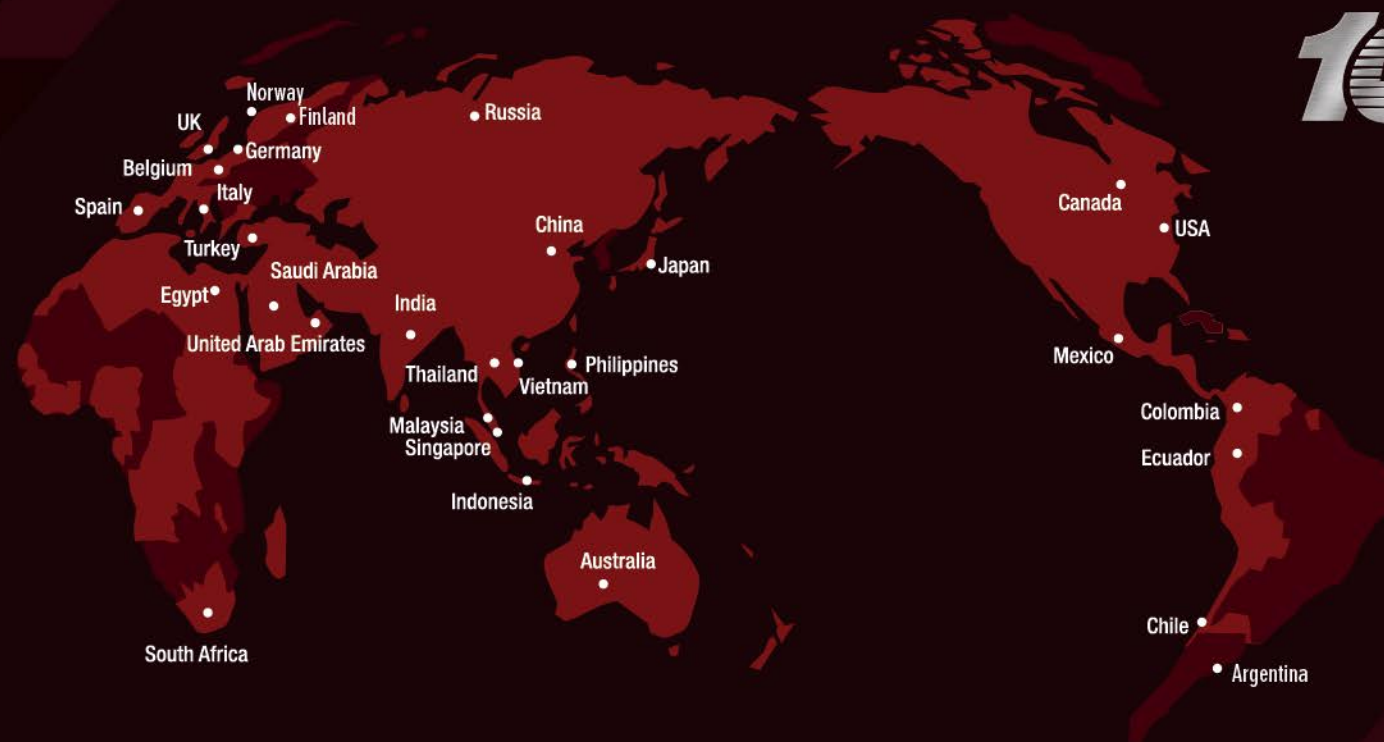 Norway
Finland
UK
Germany
Belgium
Italy
Spain
Turkey
Russia
China
Japan
Saudi Arabia
Egypt
United Arab Emirates
India
Thailand
Vietnam
Philippines
Malaysia
Singapore
Indonesia
Australia
South Africa
Canada
USA
Mexico
Colombia
Ecuador
Chile
Argentina